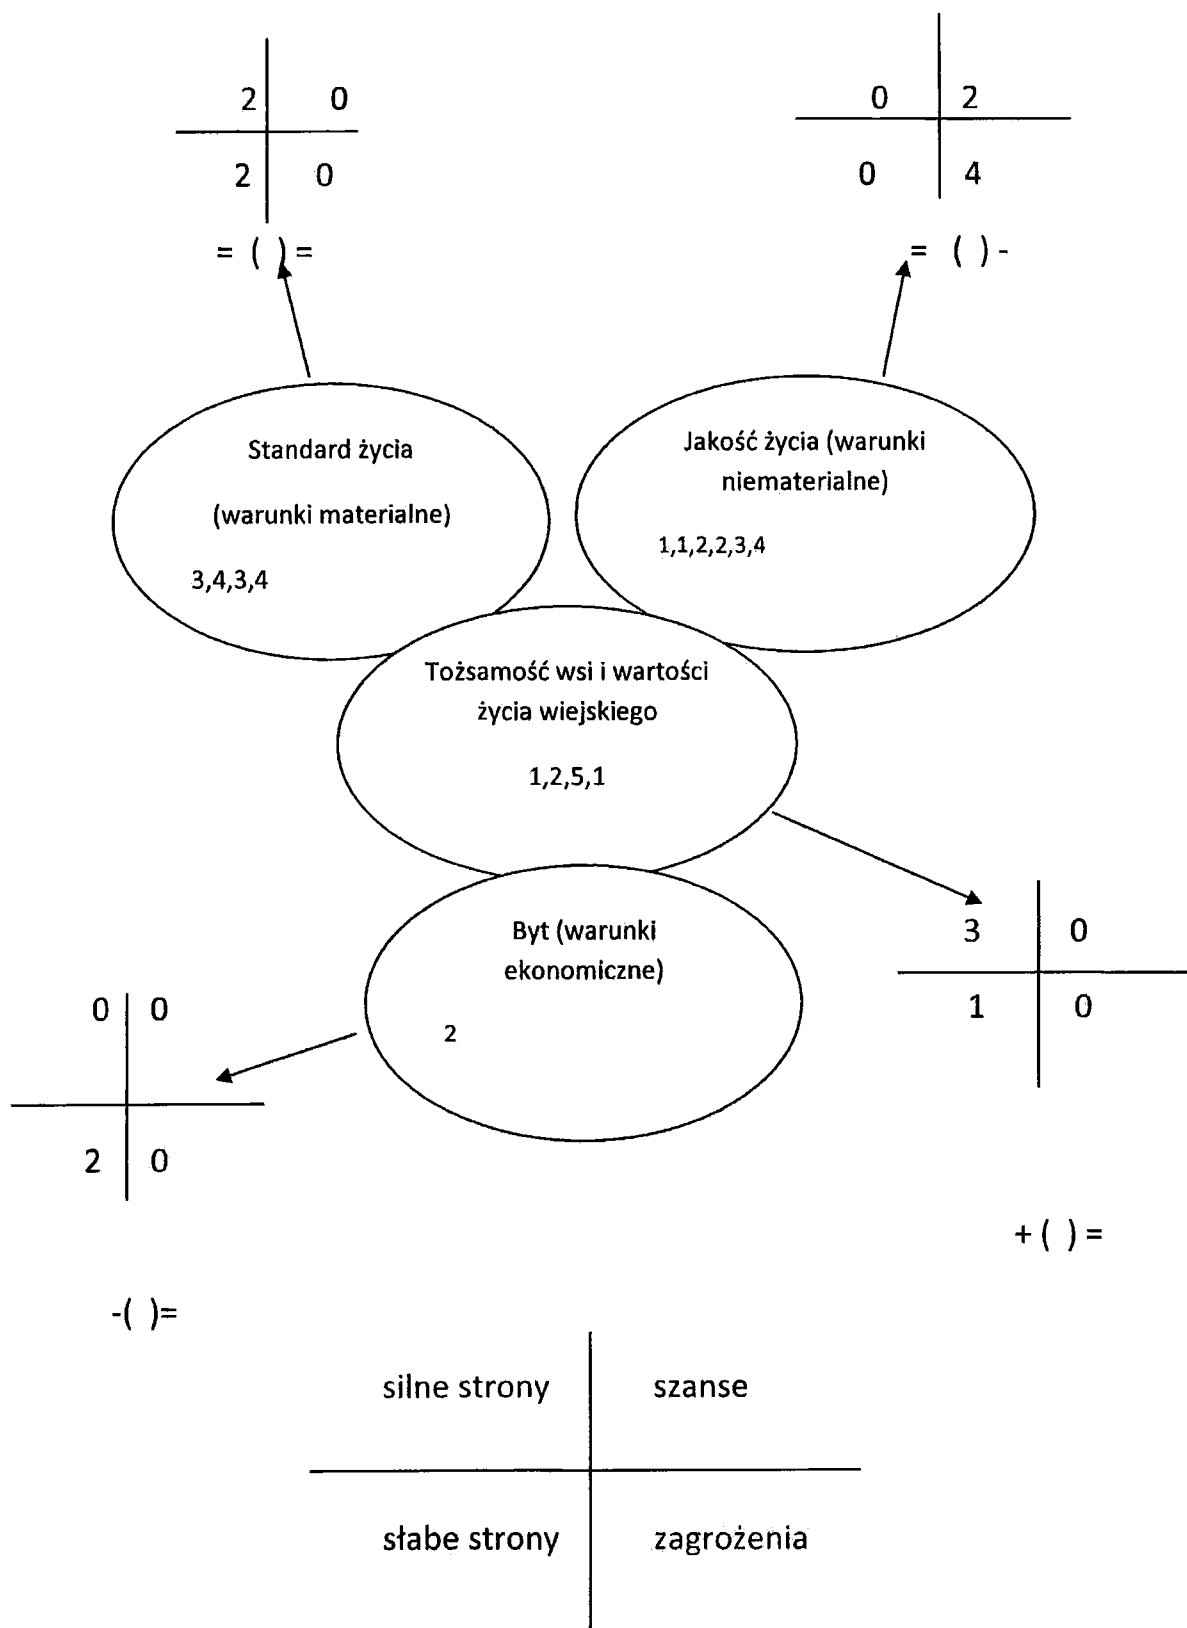 2 0
2 0
= ( ) =
0 2
0 4
= ( ) -
Standard życia
(warunki materialne)
3,4,3,4
Jakość życia (warunki
niematerialne)
1,1,2,2,3,4
Tożsamość wsi i wartości
życia wiejskiego
1,2,5,1
Byt (warunki
ekonomiczne)
2
3 0
1 0
+ ( ) =
0 0
2 0
-( )=
silne strony szanse
słabe strony zagrożenia